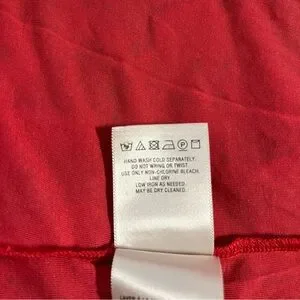 HAND WASH COLD SEPARATELY.
DO NOT WRING OR TWIST
USE ONLY NON-CHLORINE BLEACH.
LINE DRY
LOW IRON AS NEEDED.
MAY BE DRY CLEANED.